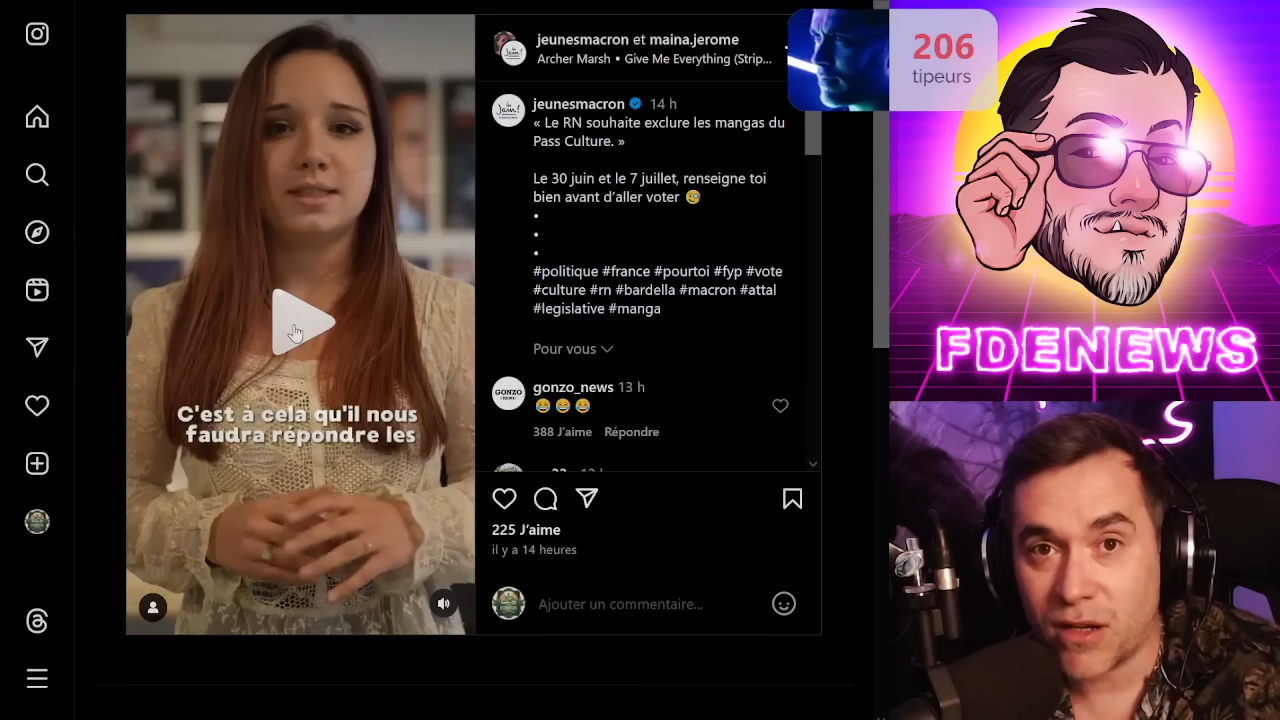 jeunesmacron et maina.jerome
Archer Marsh • Give Me Everything (Strip...
jeunesmacron 14 h
« Le RN souhaite exclure les mangas du
Pass Culture. »
Le 30 juin et le 7 juillet, renseigne toi
bien avant d'aller voter 🧐
•
•
•
#politique #france #pourtoi #fyp #vote
#culture #rn #bardella #macron #attal
#legislative #manga
Pour vous
gonzo_news 13 h
😂 😂 😂
388 J'aime Répondre
225 J'aime
il y a 14 heures
Ajouter un commentaire...
C'est à cela qu'il nous
faudra répondre les
GONZO
206
tipeurs
FDENEWS